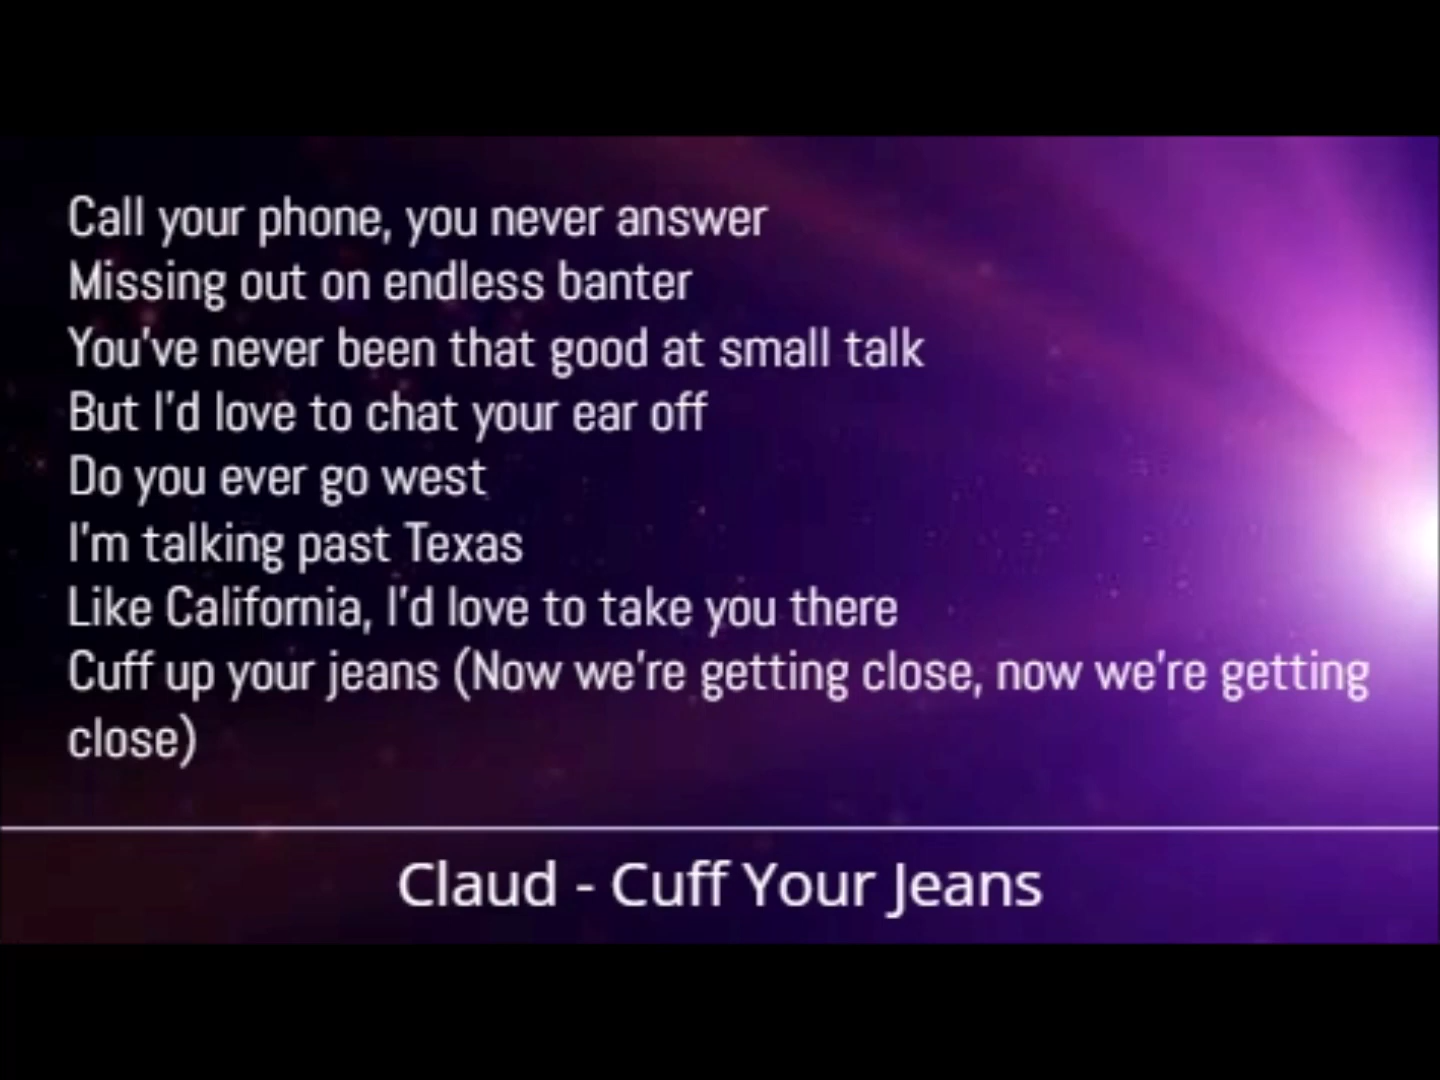 Call your phone, you never answer
Missing out on endless banter
You've never been that good at small talk
But I'd love to chat your ear off
Do you ever go west
I'm talking past Texas
Like California, I'd love to take you there
Cuff up your jeans (Now we're getting close, now we're getting
close)
Claud - Cuff Your Jeans